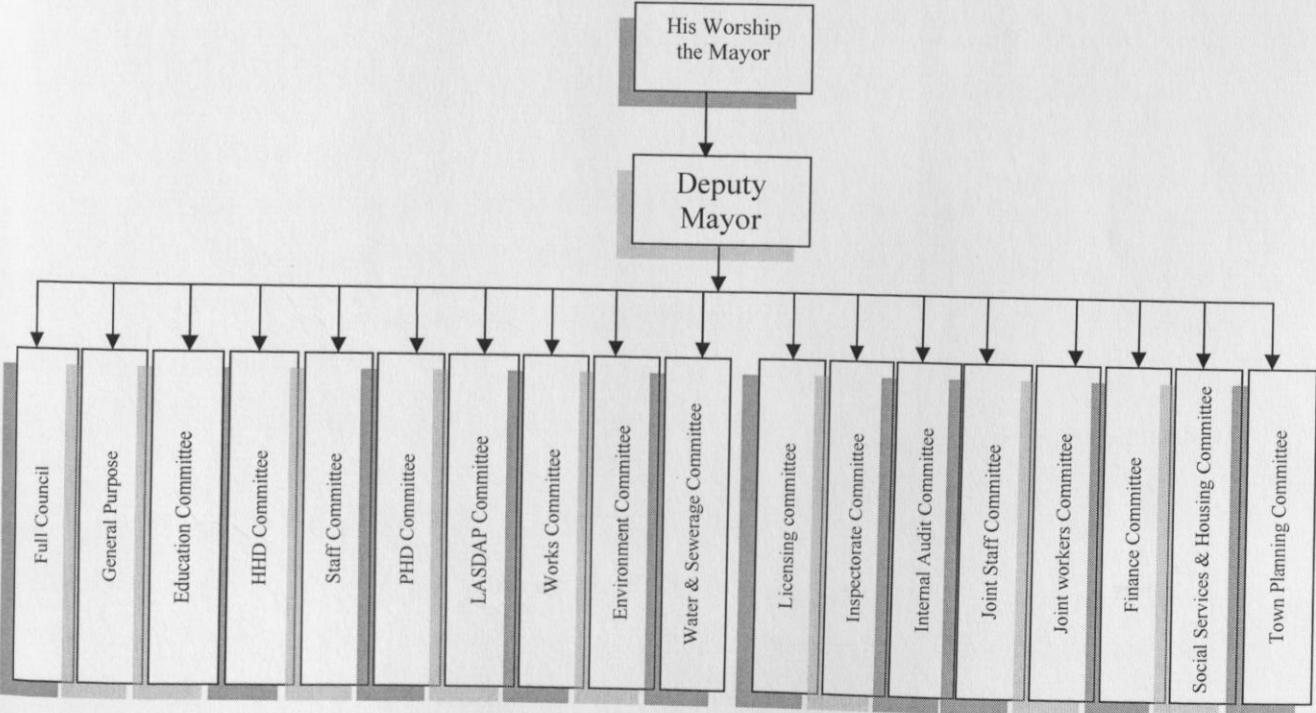 His Worship
the Mayor
Deputy
Mayor
Full Council
General Purpose
Education Committee
HHD Committee
Staff Committee
PHD Committee
LASDAP Committee
Works Committee
Environment Committee
Water & Sewerage Committee
Licensing committee
Inspectorate Committee
Internal Audit Committee
Joint Staff Committee
Joint workers Committee
Finance Committee
Social Services & Housing Committee
Town Planning Committee